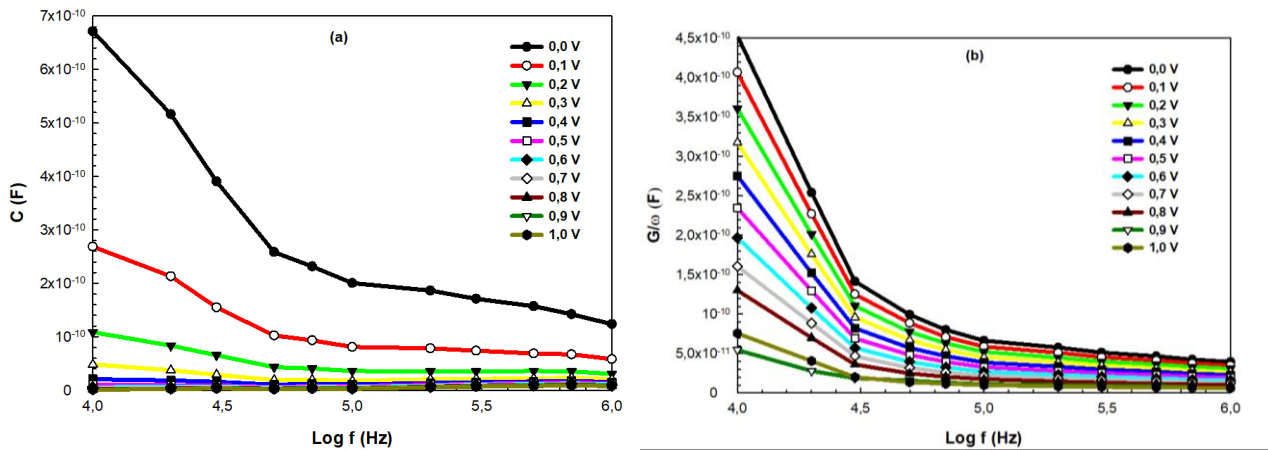 (a)
C (F)
7x10⁻¹⁰
6x10⁻¹⁰
5x10⁻¹⁰
4x10⁻¹⁰
3x10⁻¹⁰
2x10⁻¹⁰
10⁻¹⁰
0
4,0 4,5 5,0 5,5 6,0
Log f (Hz)
0,0 V
0,1 V
0,2 V
0,3 V
0,4 V
0,5 V
0,6 V
0,7 V
0,8 V
0,9 V
1,0 V
(b)
G/ω (F)
4,5x10⁻¹⁰
4,0x10⁻¹⁰
3,5x10⁻¹⁰
3,0x10⁻¹⁰
2,5x10⁻¹⁰
2,0x10⁻¹⁰
1,5x10⁻¹⁰
10⁻¹⁰
5,0x10⁻¹¹
0
4,0 4,5 5,0 5,5 6,0
Log f (Hz)
0,0 V
0,1 V
0,2 V
0,3 V
0,4 V
0,5 V
0,6 V
0,7 V
0,8 V
0,9 V
1,0 V